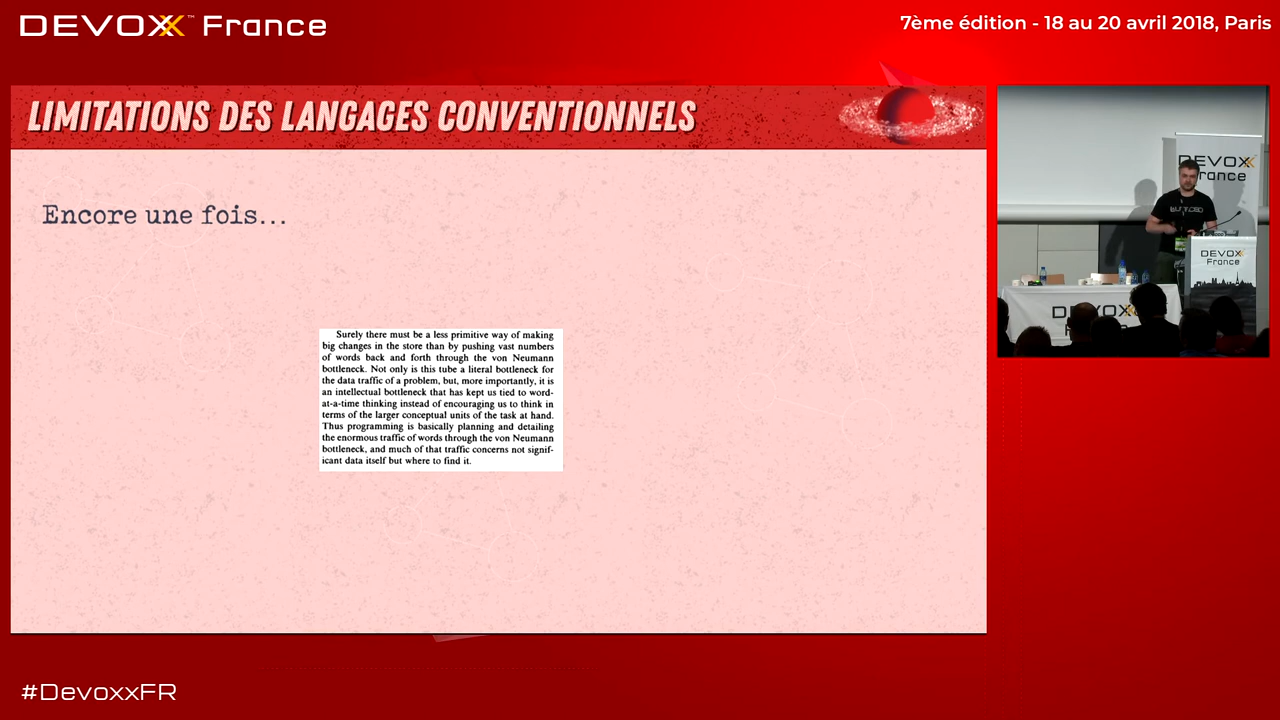 DEVOXX™ France
7ème édition - 18 au 20 avril 2018, Paris
LIMITATIONS DES LANGAGES CONVENTIONNELS
Encore une fois...
Surely there must be a less primitive way of making
big changes in the store than by pushing vast numbers
of words back and forth through the von Neumann
bottleneck. Not only is this tube a literal bottleneck for
the data traffic of a problem, but, more importantly, it is
an intellectual bottleneck that has kept us tied to word-
at-a-time thinking instead of encouraging us to think in
terms of the larger conceptual units of the task at hand.
Thus programming is basically planning and detailing
the enormous traffic of words through the von Neumann
bottleneck, and much of that traffic concerns not signif-
icant data itself but where to find it.
DEVOXX
France
DEVOXX
France
DEVOXX
#DevoxxFR